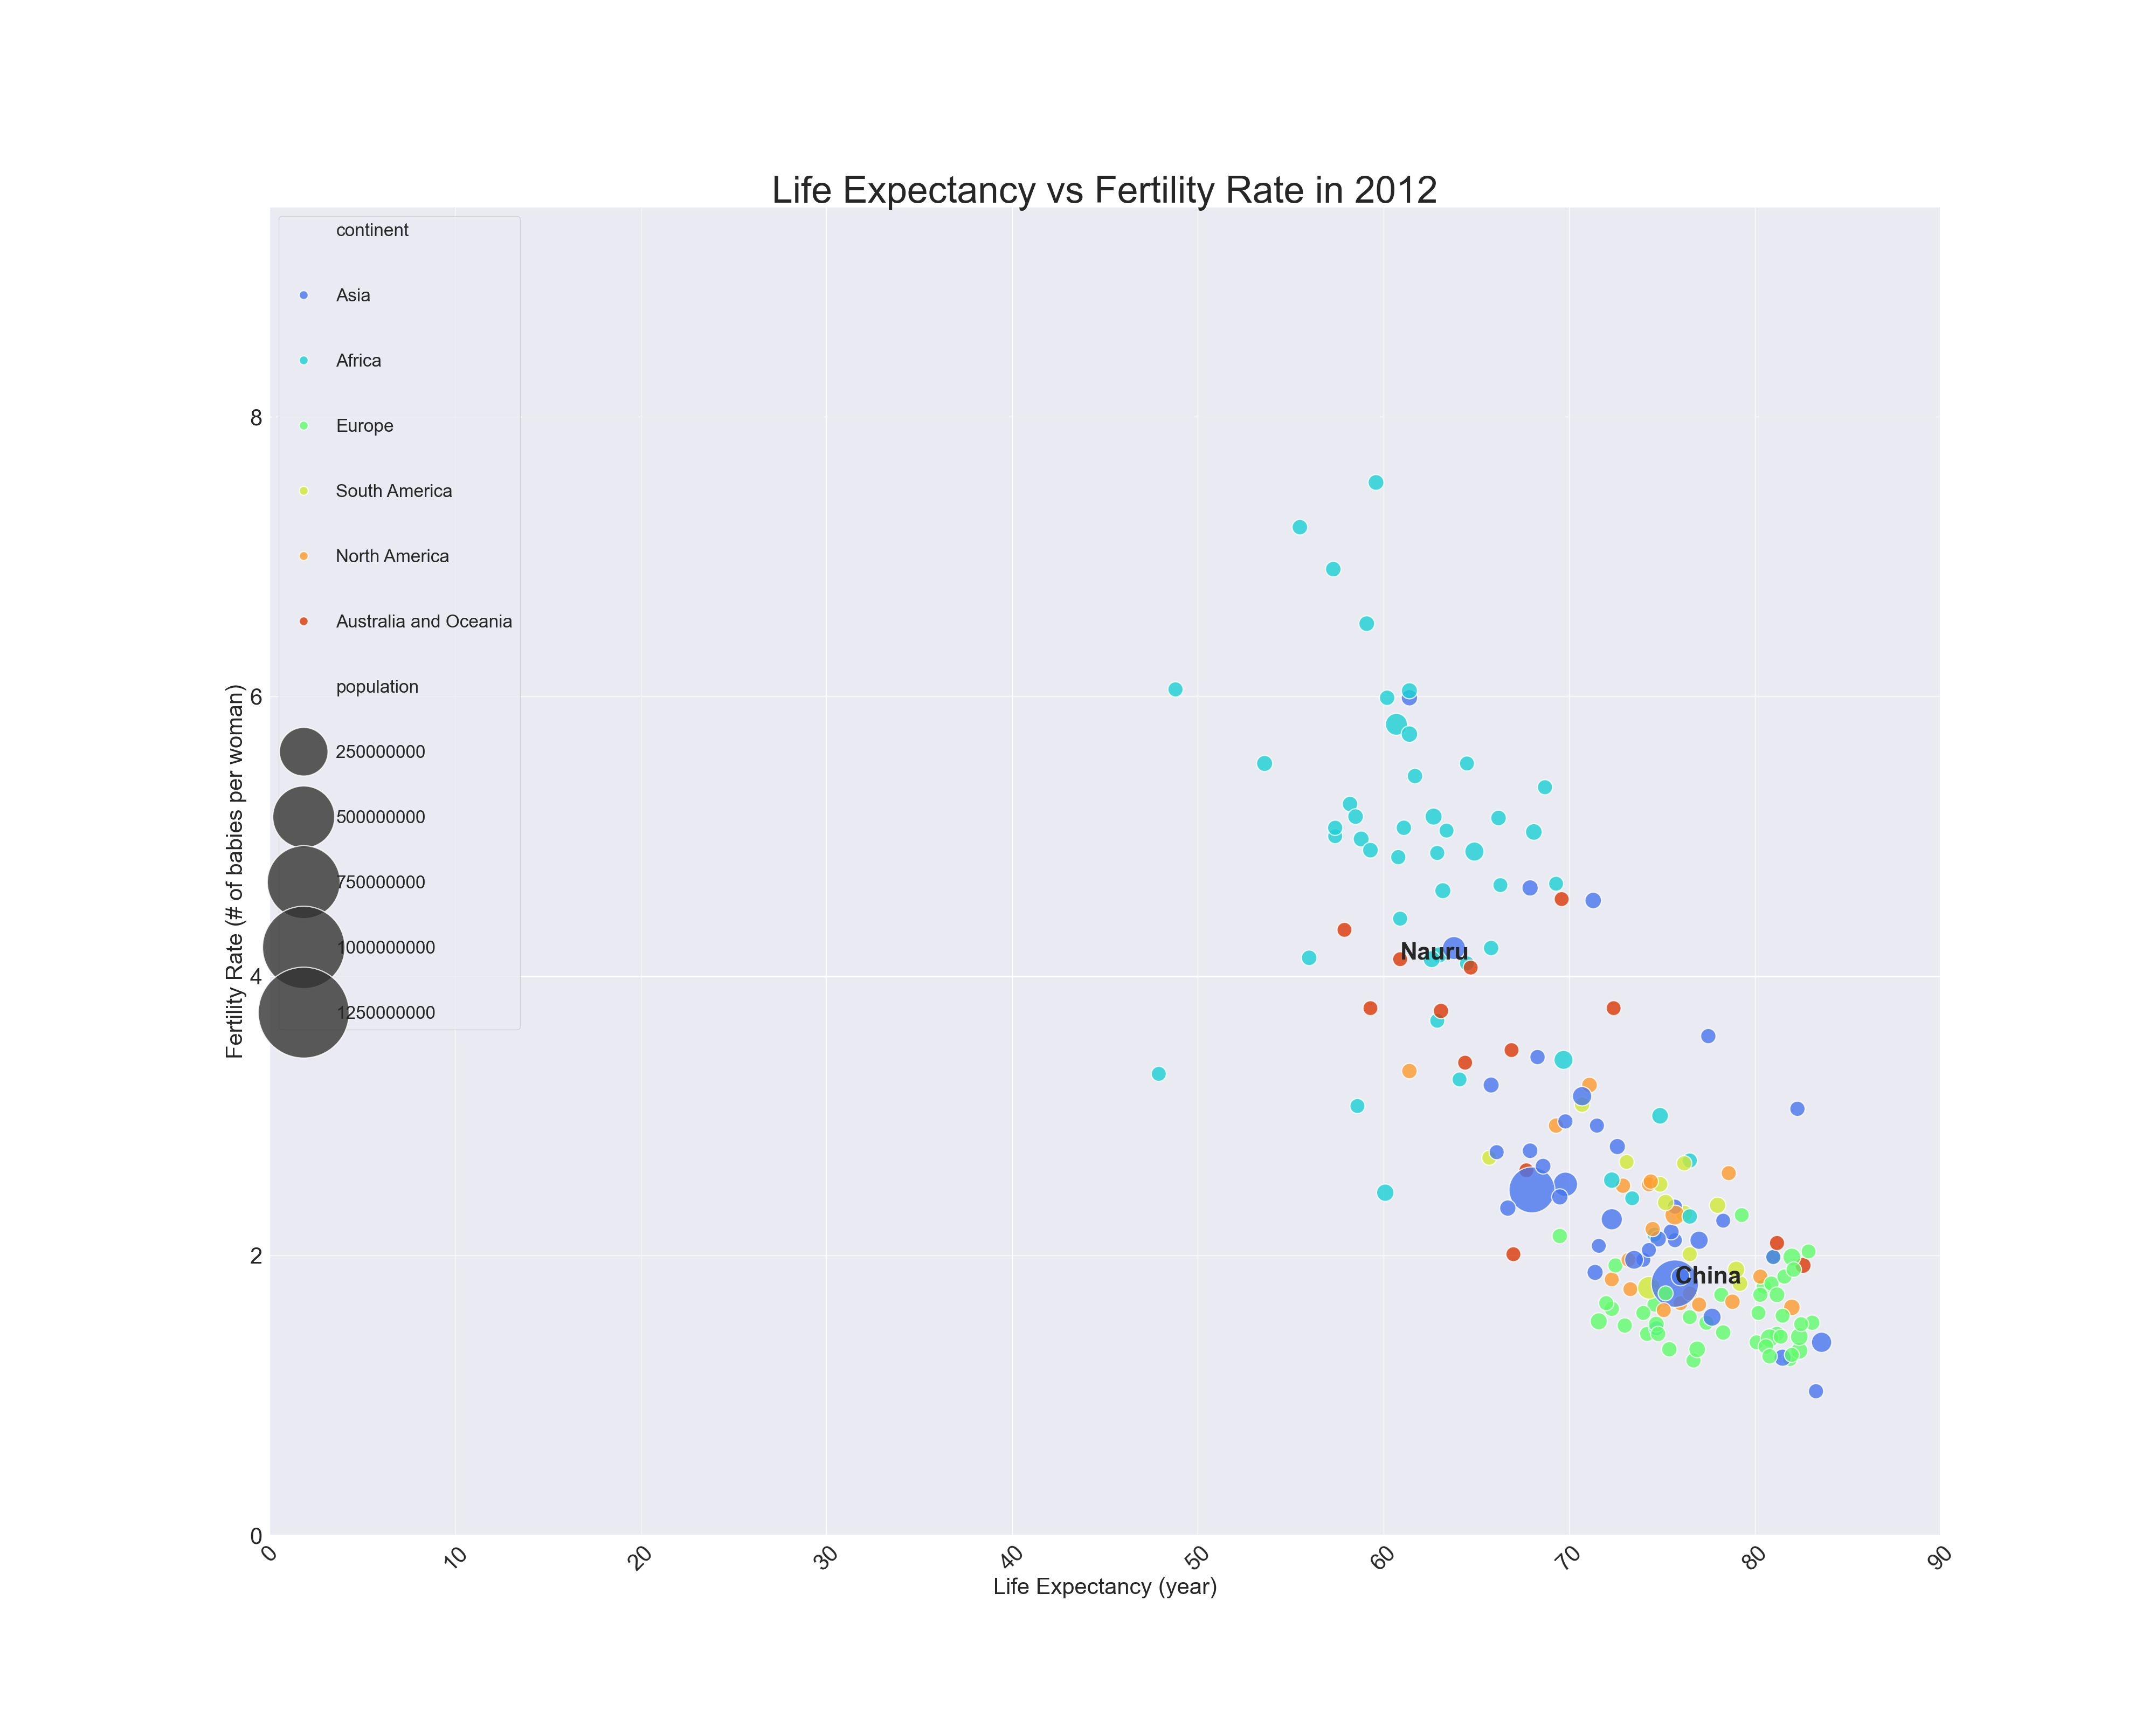 Life Expectancy vs Fertility Rate in 2012
continent
Asia
Africa
Europe
South America
North America
Australia and Oceania
population
250000000
500000000
750000000
1000000000
1250000000
Fertility Rate (# of babies per woman)
8
6
4
2
0
Nauru
China
0 10 20 30 40 50 60 70 80 90
Life Expectancy (year)